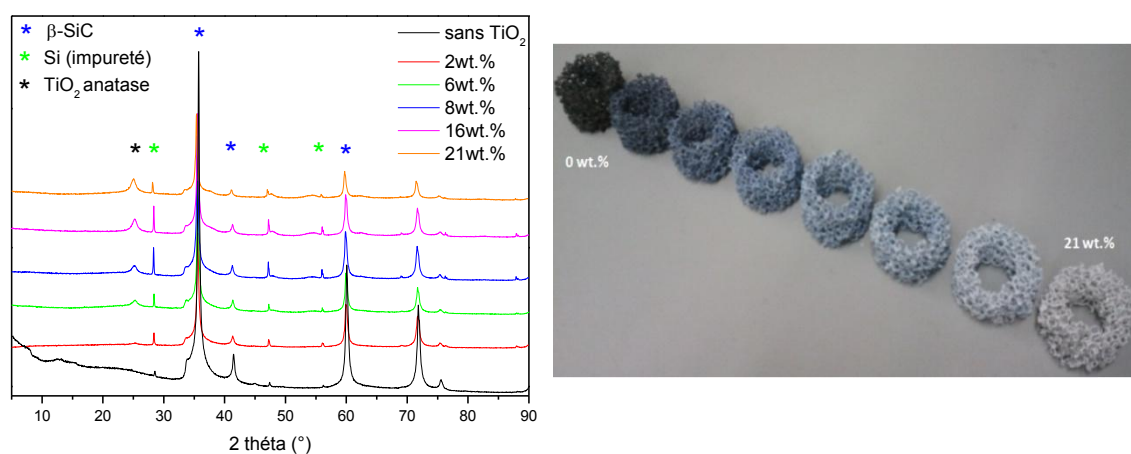 * β-SiC
* Si (impureté)
* TiO2 anatase
sans TiO2
2wt.%
6wt.%
8wt.%
16wt.%
21wt.%
* * * * * * *
10 20 30 40 50 60 70 80 90
2 théta (°)
0 wt.%
21 wt.%